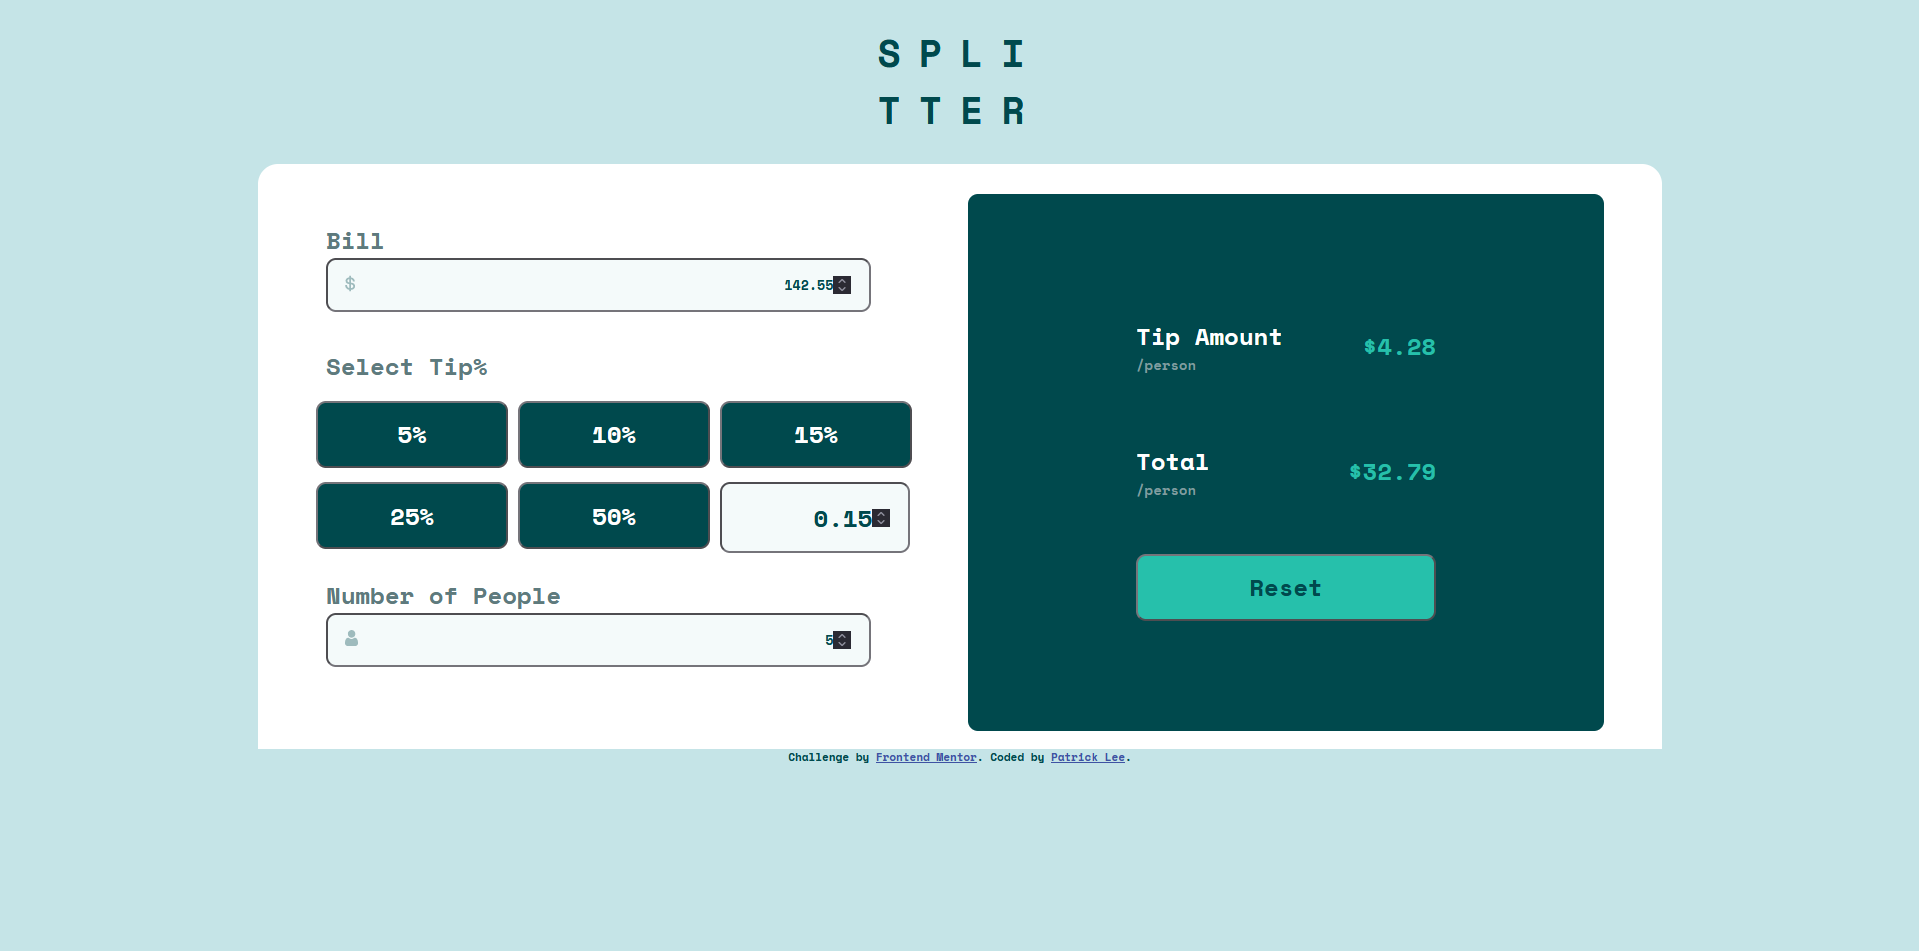 S P L I
T T E R
Bill
$
142.55
Select Tip%
5%
10%
15%
25%
50%
0.15
Number of People
5
Tip Amount
/person
$4.28
Total
/person
$32.79
Reset
Challenge by Frontend Mentor. Coded by Patrick Lee.